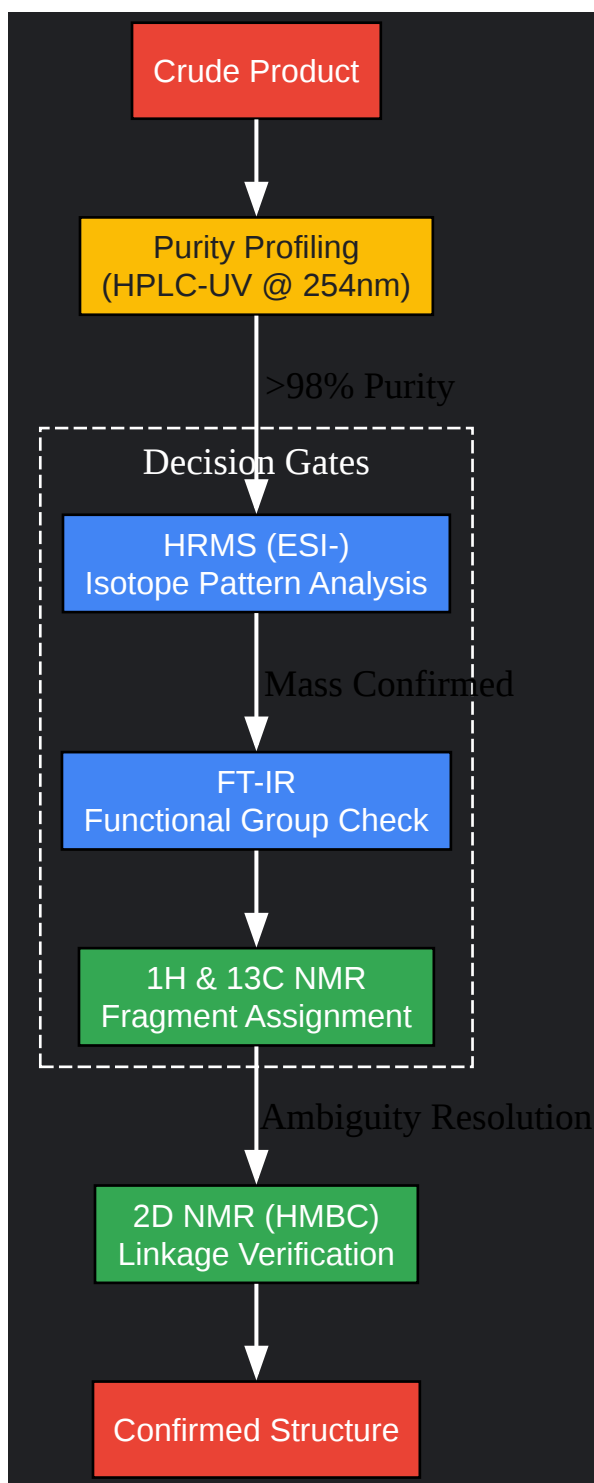 Crude Product
Purity Profiling
(HPLC-UV @ 254nm)
>98% Purity
Decision Gates
HRMS (ESI-)
Isotope Pattern Analysis
Mass Confirmed
FT-IR
Functional Group Check
1H & 13C NMR
Fragment Assignment
Ambiguity Resolution
2D NMR (HMBC)
Linkage Verification
Confirmed Structure